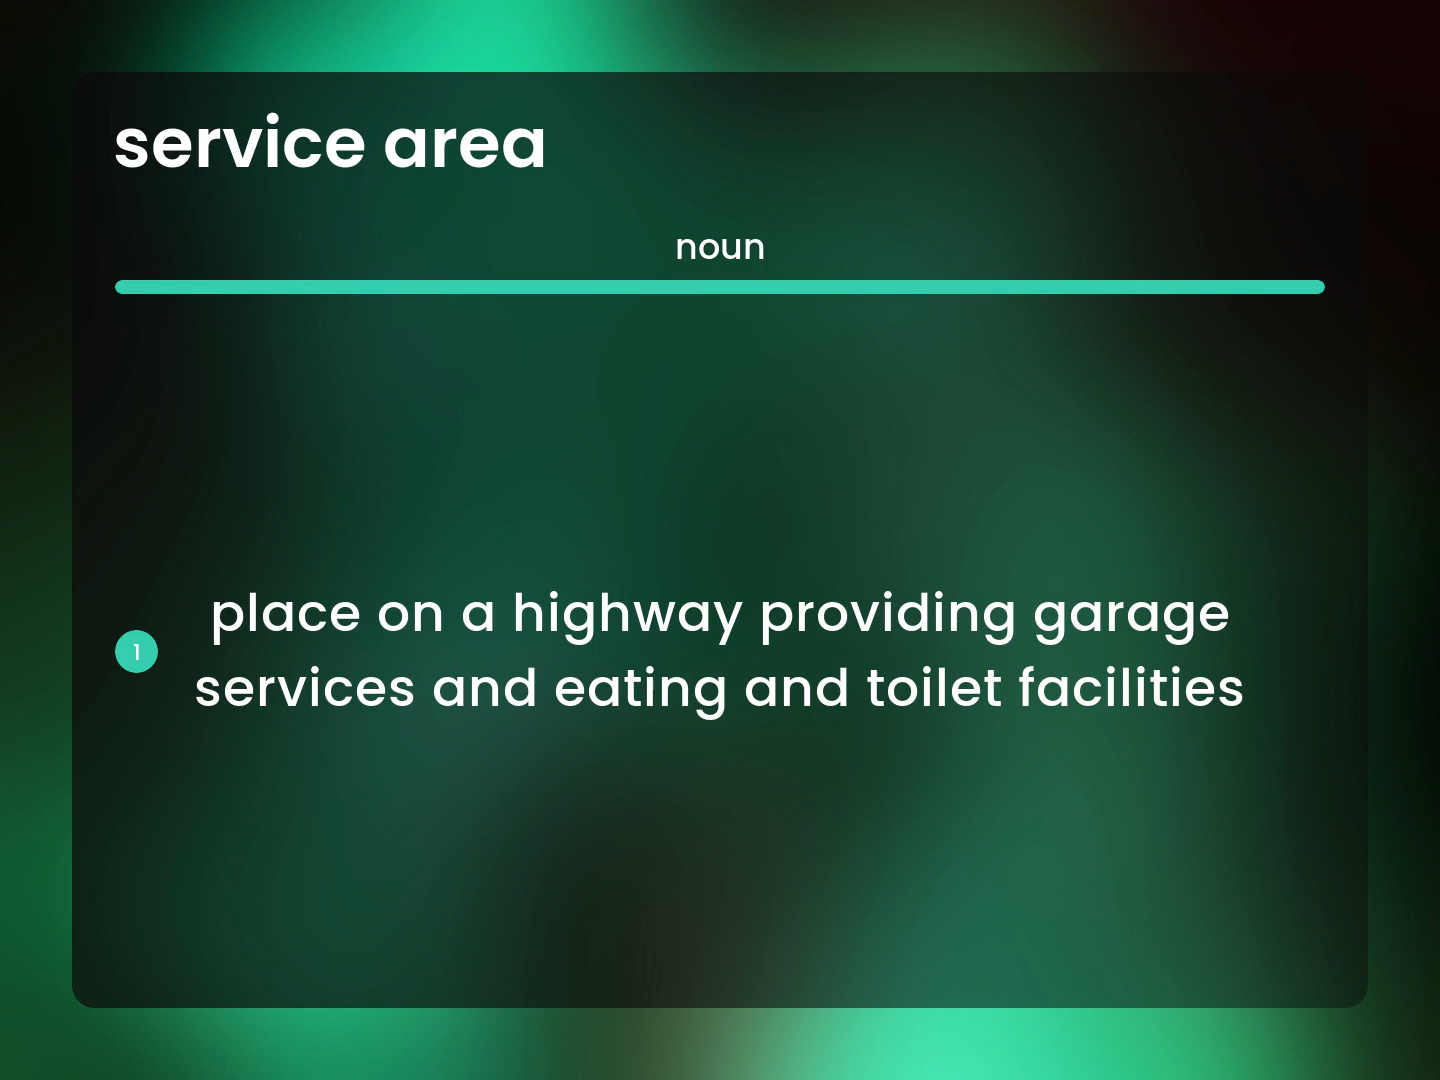 service area
noun
1
place on a highway providing garage
services and eating and toilet facilities